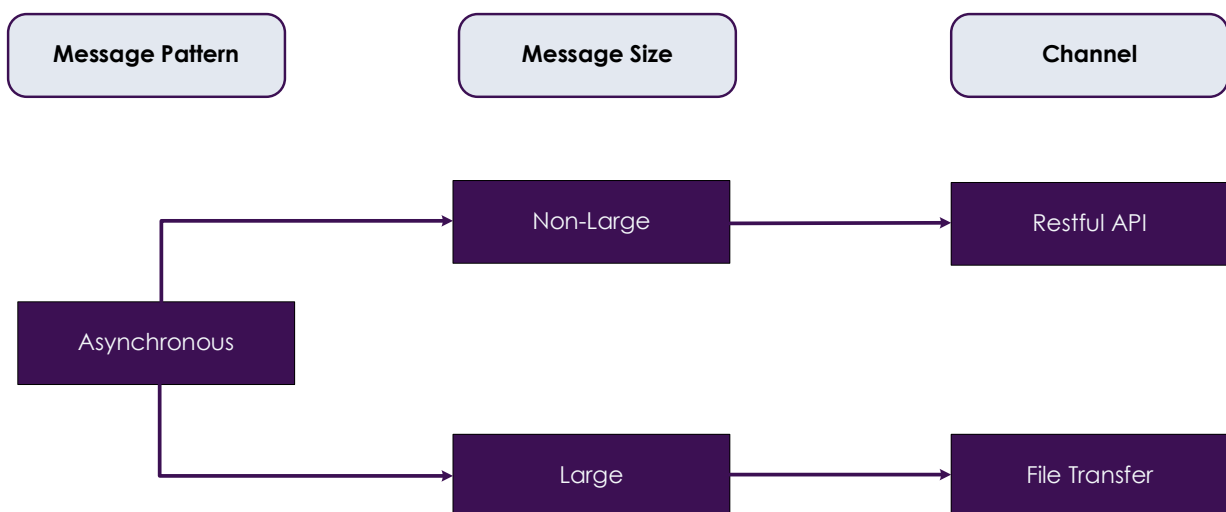 Message Pattern
Message Size
Channel
Non-Large
Restful API
Asynchronous
Large
File Transfer